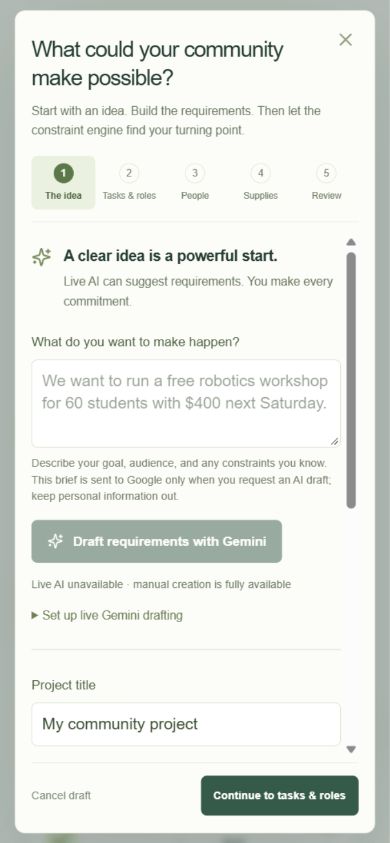 What could your community
make possible?
Start with an idea. Build the requirements. Then let the
constraint engine find your turning point.
1
2
3
4
5
The idea
Tasks & roles
People
Supplies
Review
A clear idea is a powerful start.
Live AI can suggest requirements. You make every
commitment.
What do you want to make happen?
We want to run a free robotics workshop
for 60 students with $400 next Saturday.
Describe your goal, audience, and any constraints you know.
This brief is sent to Google only when you request an AI draft;
keep personal information out.
Draft requirements with Gemini
Live AI unavailable · manual creation is fully available
Set up live Gemini drafting
Project title
My community project
Cancel draft
Continue to tasks & roles